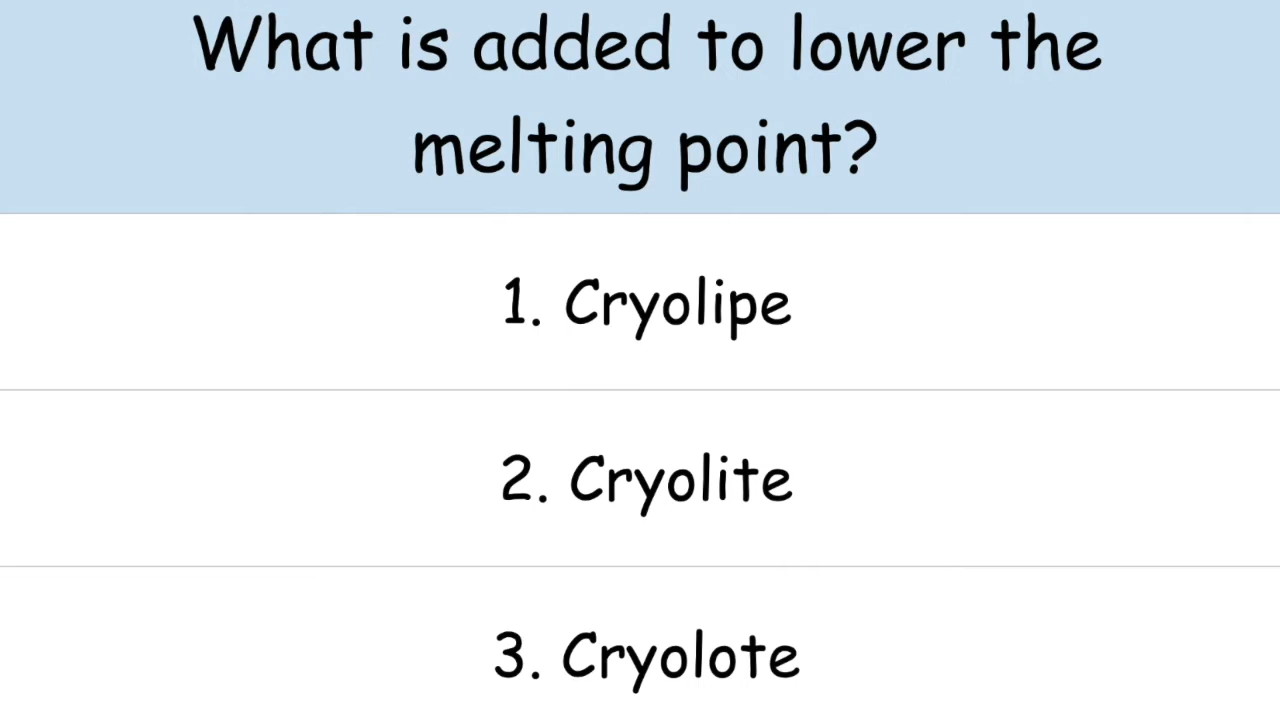 What is added to lower the
melting point?
1. Cryolipe
2. Cryolite
3. Cryolote